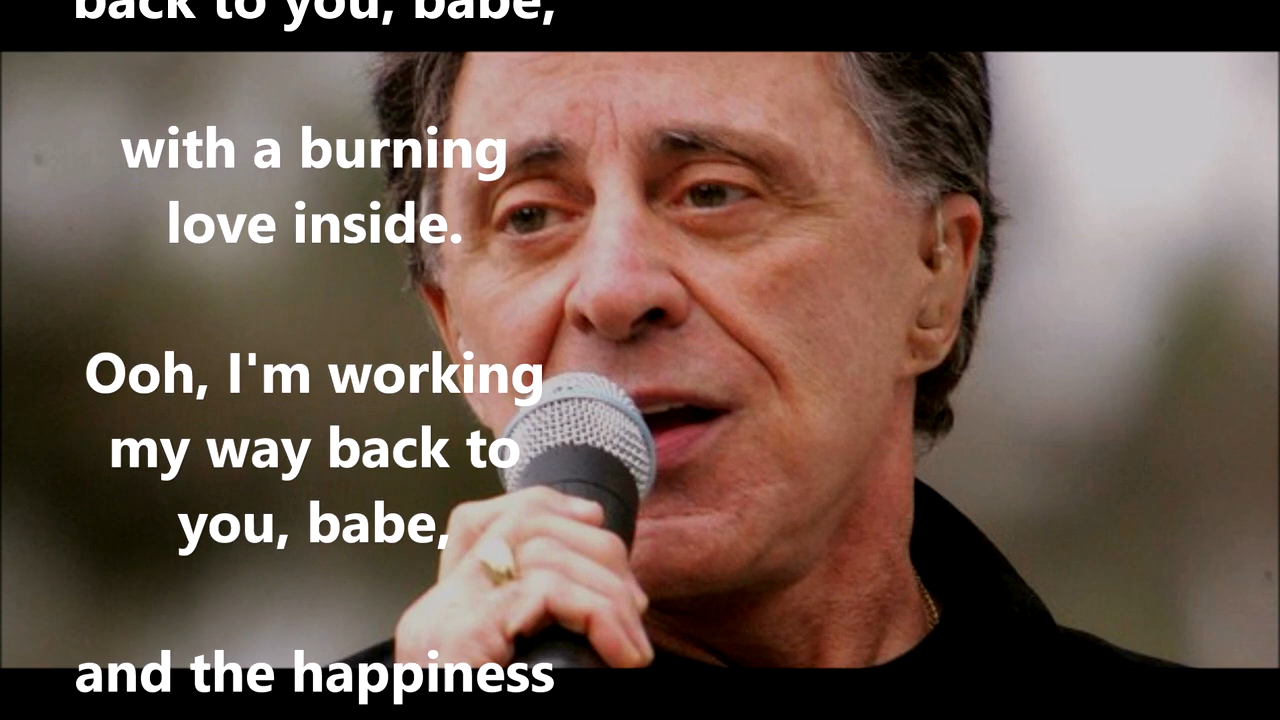 back to you, babe,
with a burning
love inside.
Ooh, I'm working
my way back to
you, babe,
and the happiness